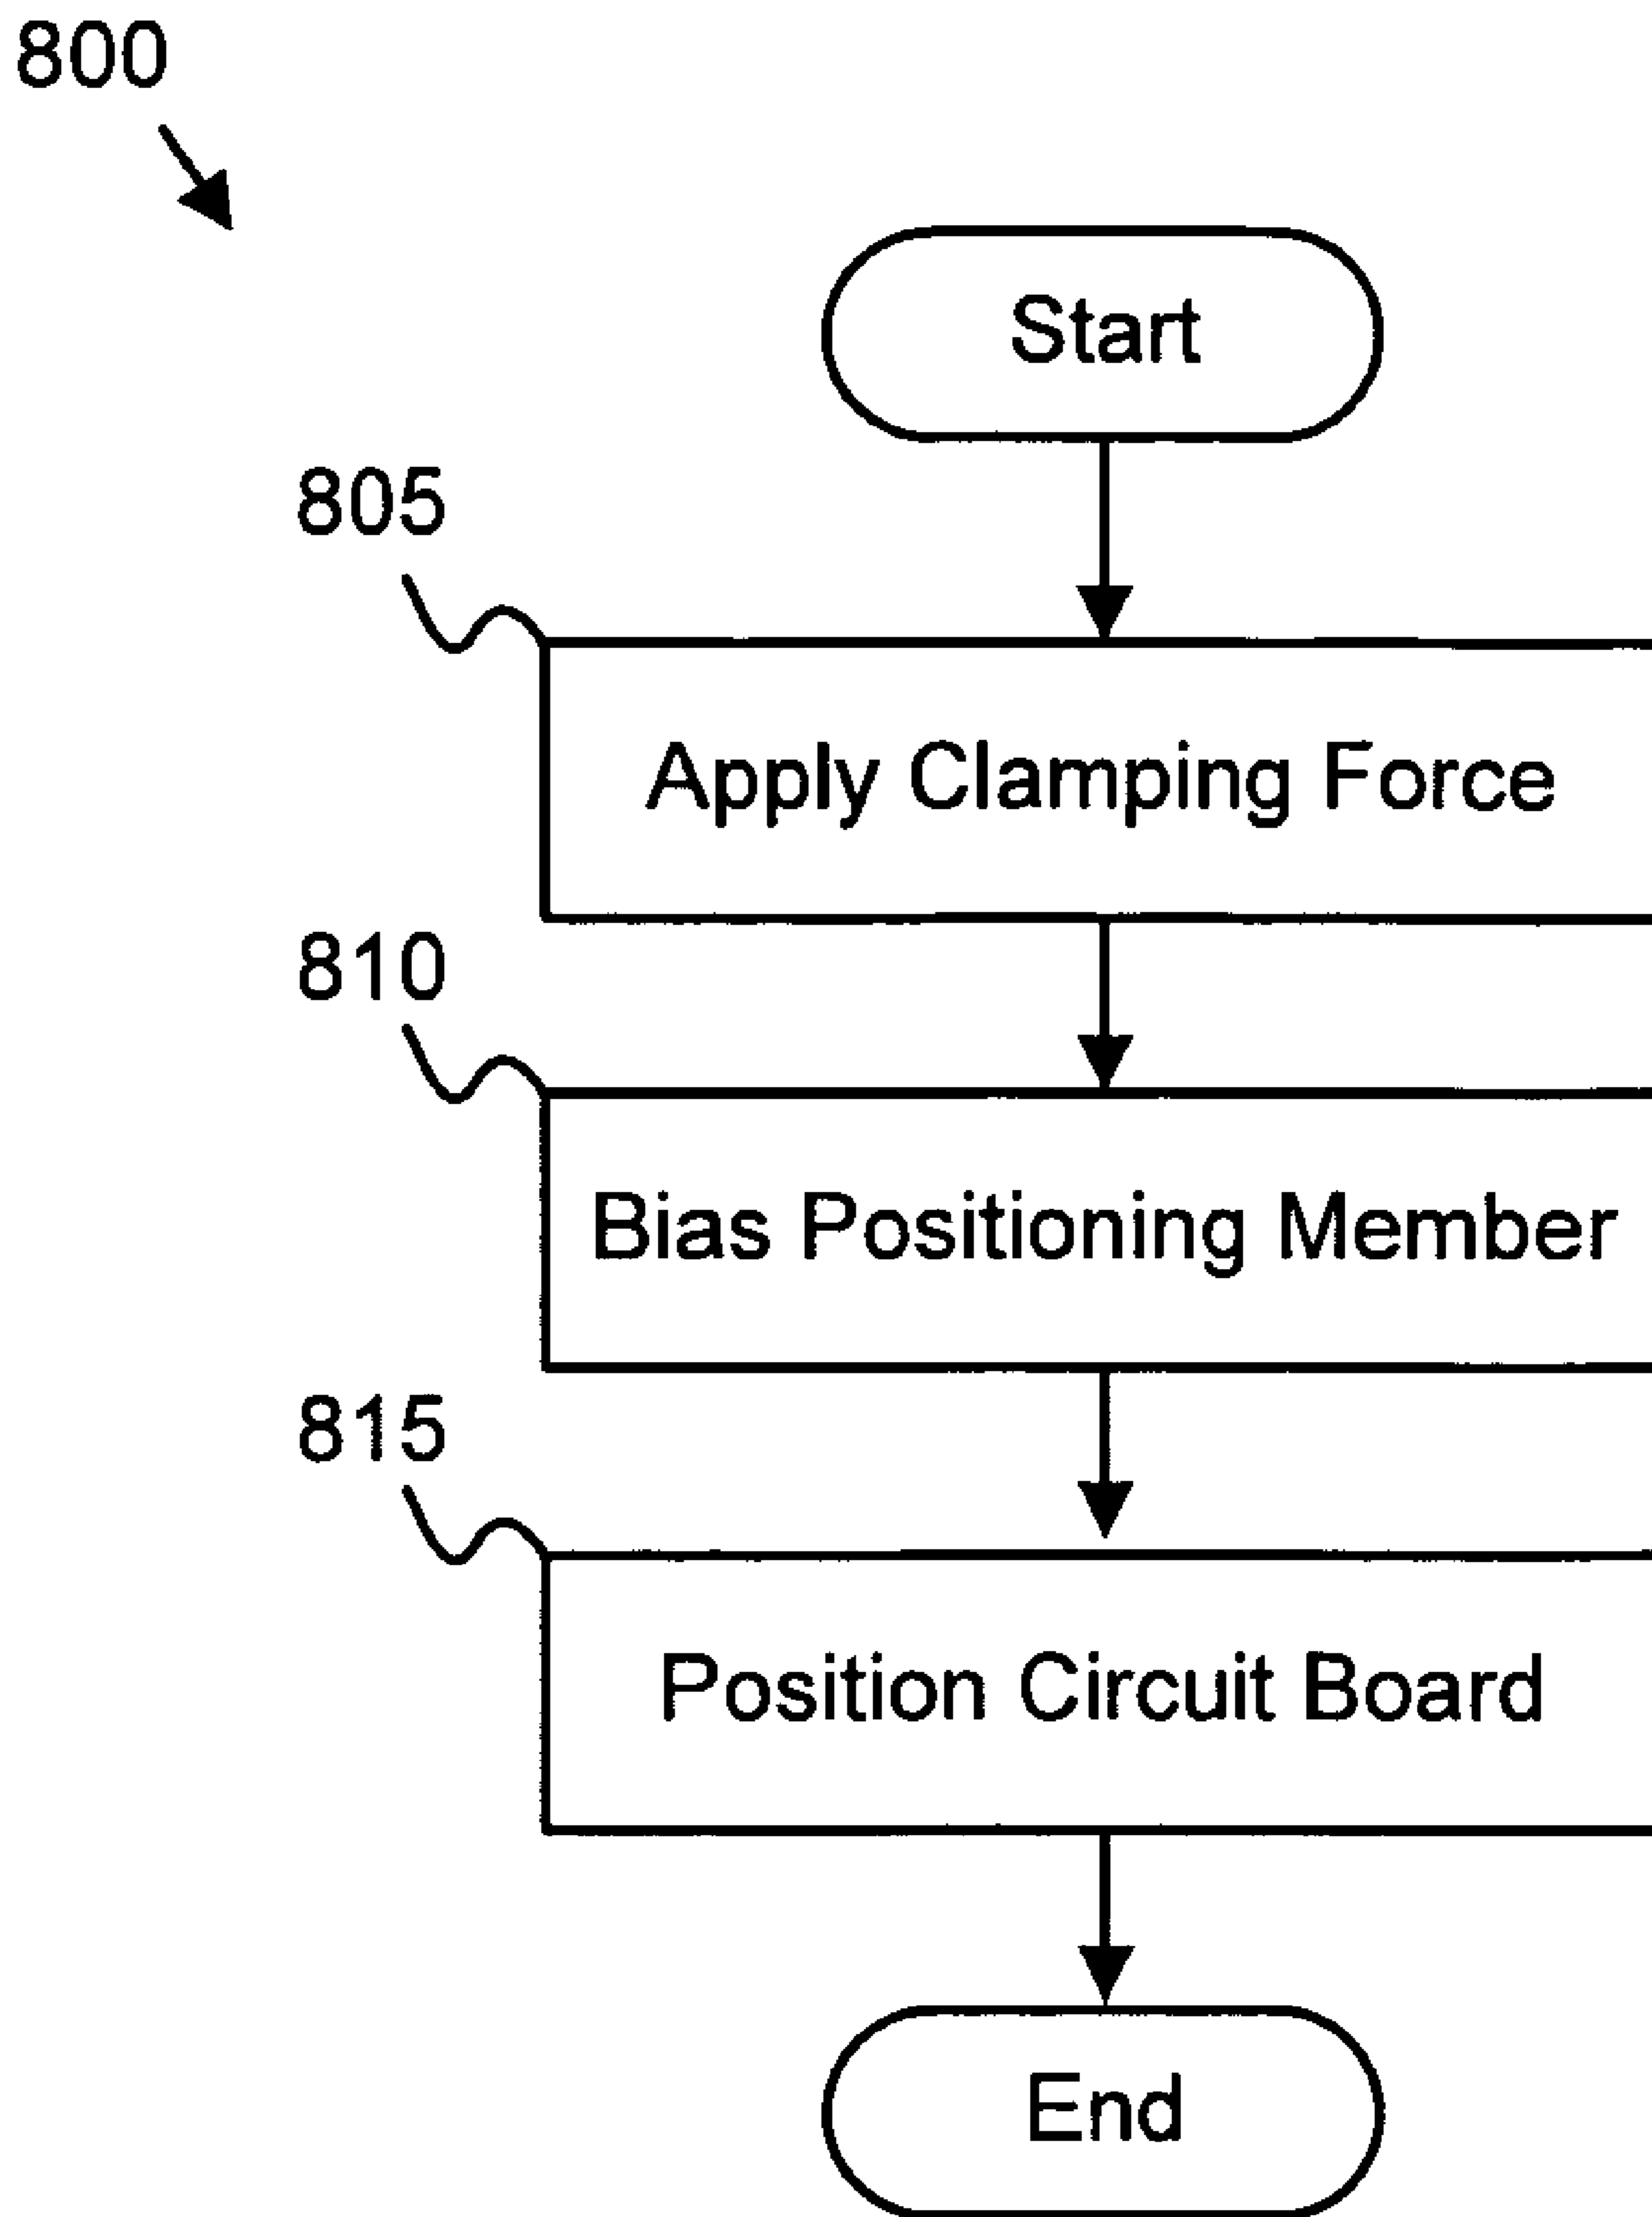 800
Start
805
Apply Clamping Force
810
Bias Positioning Member
815
Position Circuit Board
End